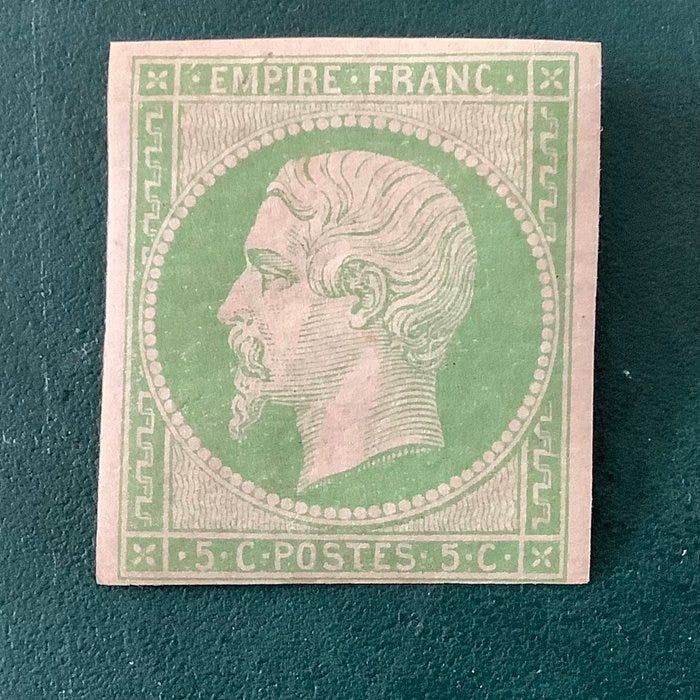 · EMPIRE · FRANC ·
· 5 · C · POSTES · 5 · C ·